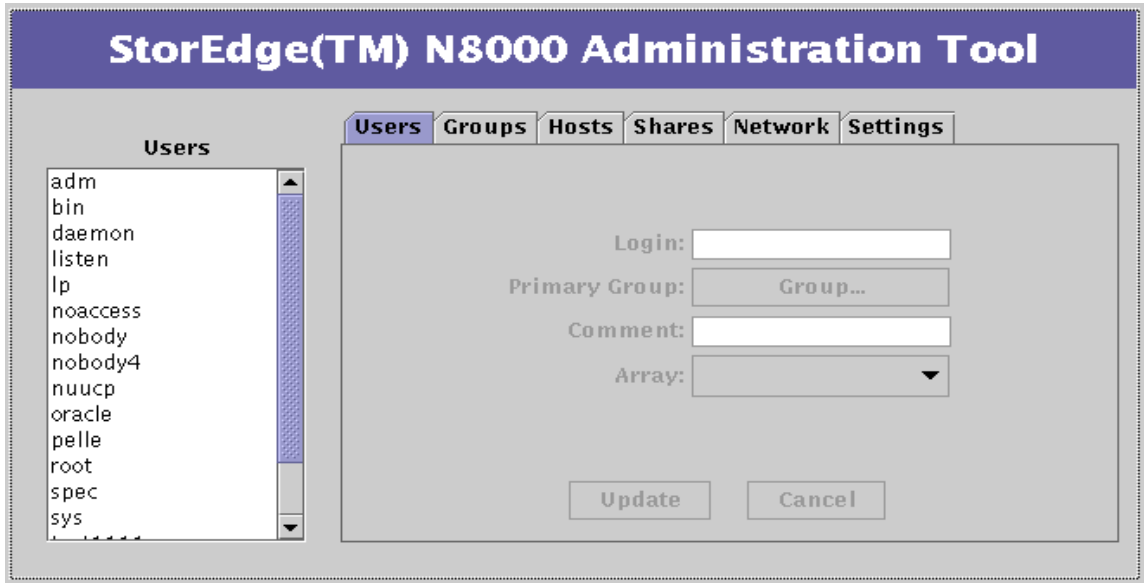 StorEdge(TM) N8000 Administration Tool
Users Groups Hosts Shares Network Settings
Users
adm
bin
daemon
listen
lp
noaccess
nobody
nobody4
nuucp
oracle
pelle
root
spec
sys
Login:
Primary Group: Group...
Comment:
Array:
Update Cancel